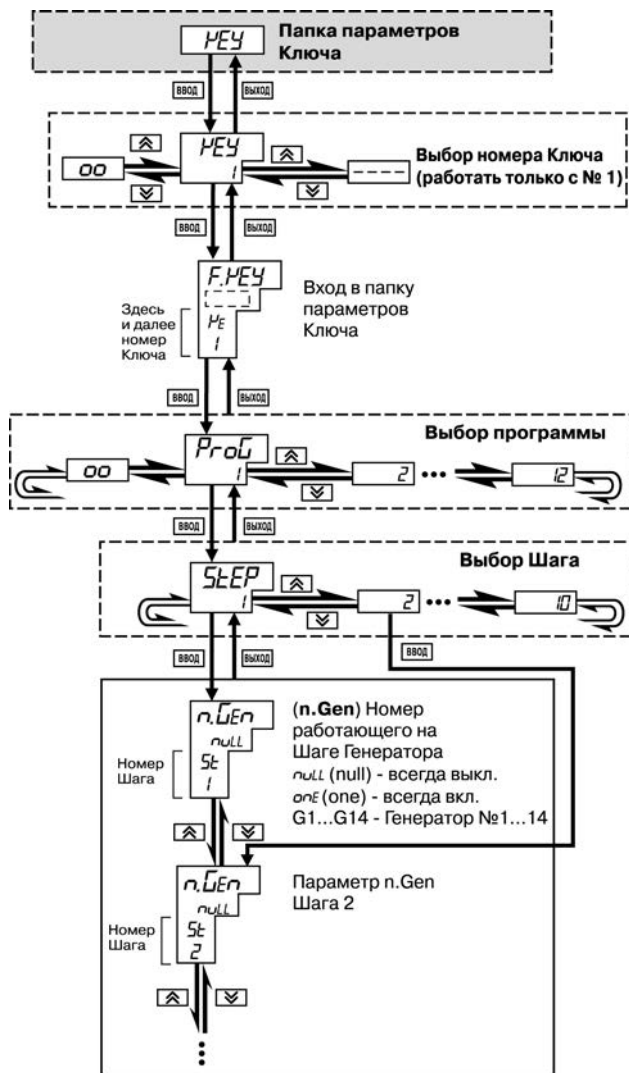 Папка параметров
Ключа
KEY
ВВОД
ВЫХОД
oo
KEY
1
----
Выбор номера Ключа
(работать только с № 1)
ВВОД
ВЫХОД
F.KEY
KE
1
Здесь
и далее
номер
Ключа
Вход в папку
параметров
Ключа
ВВОД
ВЫХОД
Выбор программы
oo
ProG
1
2
•••
12
ВВОД
ВЫХОД
Выбор Шага
StEP
1
2
•••
10
ВВОД
ВЫХОД
ВВОД
n.GEn
nuLL
St
1
Номер
Шага
(n.Gen) Номер
работающего на
Шаге Генератора
nuLL (null) - всегда выкл.
onE (one) - всегда вкл.
G1...G14 - Генератор №1...14
n.GEn
nuLL
St
2
Номер
Шага
Параметр n.Gen
Шага 2